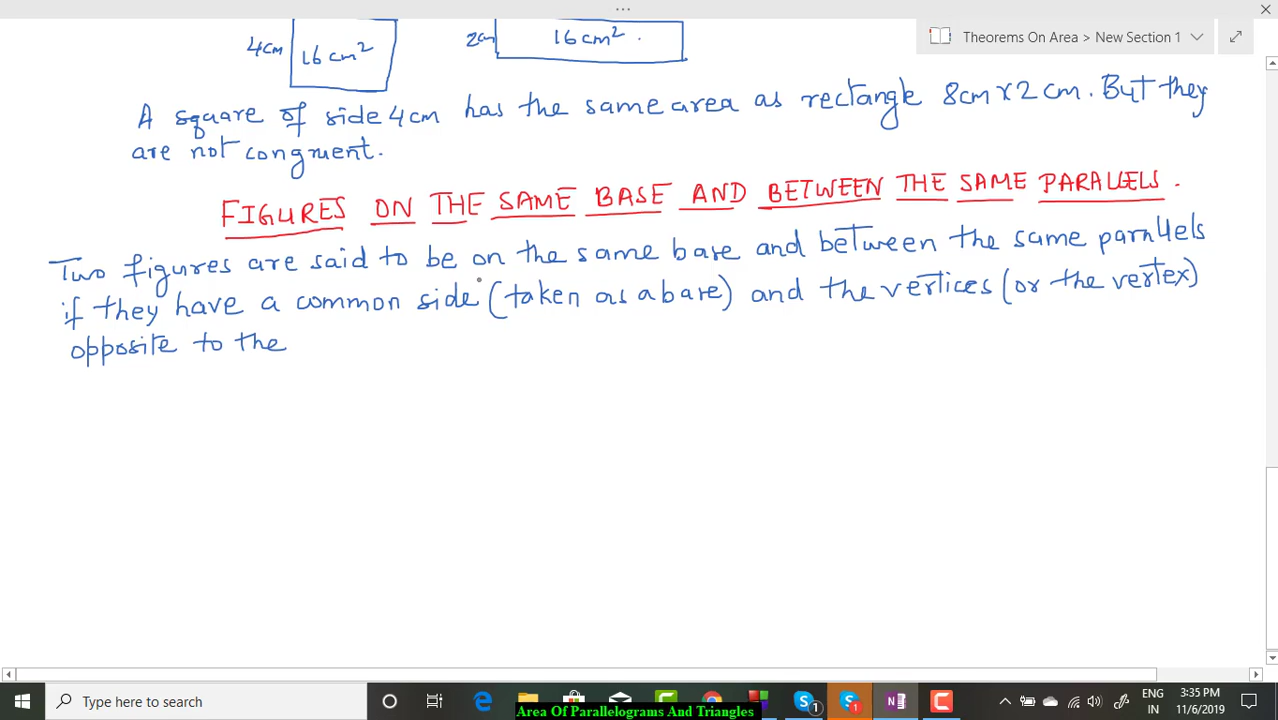 Theorems On Area > New Section 1
4cm 16cm² 2cm 16cm²
A square of side 4cm has the same area as rectangle 8cm x 2 cm. But they
are not congruent.
FIGURES ON THE SAME BASE AND BETWEEN THE SAME PARALLELS.
Two figures are said to be on the same base and between the same parallels
if they have a common side (taken as a base) and the vertices (or the vertex)
opposite to the
Type here to search
ENG
IN
3:35 PM
11/6/2019
1
1
Area Of Parallelograms And Triangles